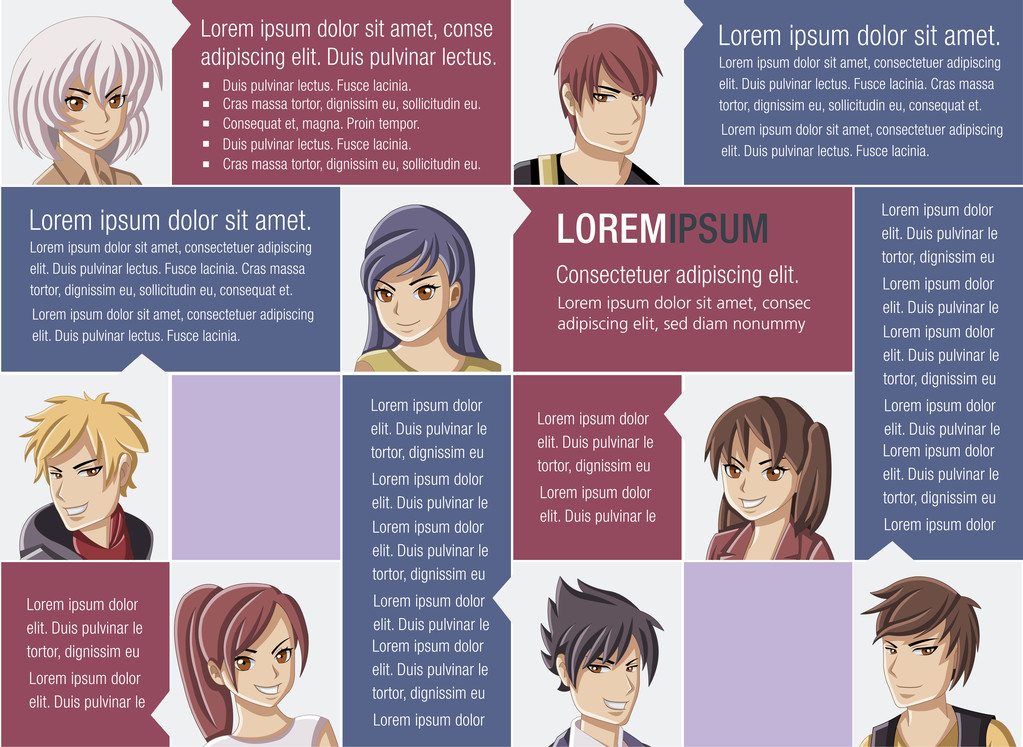 Lorem ipsum dolor sit amet, conse
adipiscing elit. Duis pulvinar lectus.
Duis pulvinar lectus. Fusce lacinia.
Cras massa tortor, dignissim eu, sollicitudin eu.
Consequat et, magna. Proin tempor.
Duis pulvinar lectus. Fusce lacinia.
Cras massa tortor, dignissim eu, sollicitudin eu.
Lorem ipsum dolor sit amet.
Lorem ipsum dolor sit amet, consectetuer adipiscing
elit. Duis pulvinar lectus. Fusce lacinia. Cras massa
tortor, dignissim eu, sollicitudin eu, consequat et.
Lorem ipsum dolor sit amet, consectetuer adipiscing
elit. Duis pulvinar lectus. Fusce lacinia.
Lorem ipsum dolor sit amet.
Lorem ipsum dolor sit amet, consectetuer adipiscing
elit. Duis pulvinar lectus. Fusce lacinia. Cras massa
tortor, dignissim eu, sollicitudin eu, consequat et.
Lorem ipsum dolor sit amet, consectetuer adipiscing
elit. Duis pulvinar lectus. Fusce lacinia.
LOREMIPSUM
Consectetuer adipiscing elit.
Lorem ipsum dolor sit amet, consec
adipiscing elit, sed diam nonummy
Lorem ipsum dolor
elit. Duis pulvinar le
tortor, dignissim eu
Lorem ipsum dolor
elit. Duis pulvinar le
Lorem ipsum dolor
elit. Duis pulvinar le
tortor, dignissim eu
Lorem ipsum dolor
elit. Duis pulvinar le
Lorem ipsum dolor
elit. Duis pulvinar le
tortor, dignissim eu
Lorem ipsum dolor
Lorem ipsum dolor
elit. Duis pulvinar le
tortor, dignissim eu
Lorem ipsum dolor
elit. Duis pulvinar le
Lorem ipsum dolor
elit. Duis pulvinar le
tortor, dignissim eu
Lorem ipsum dolor
elit. Duis pulvinar le
Lorem ipsum dolor
elit. Duis pulvinar le
tortor, dignissim eu
Lorem ipsum dolor
Lorem ipsum dolor
elit. Duis pulvinar le
tortor, dignissim eu
Lorem ipsum dolor
elit. Duis pulvinar le
Lorem ipsum dolor
elit. Duis pulvinar le
tortor, dignissim eu
Lorem ipsum dolor
elit. Duis pulvinar le